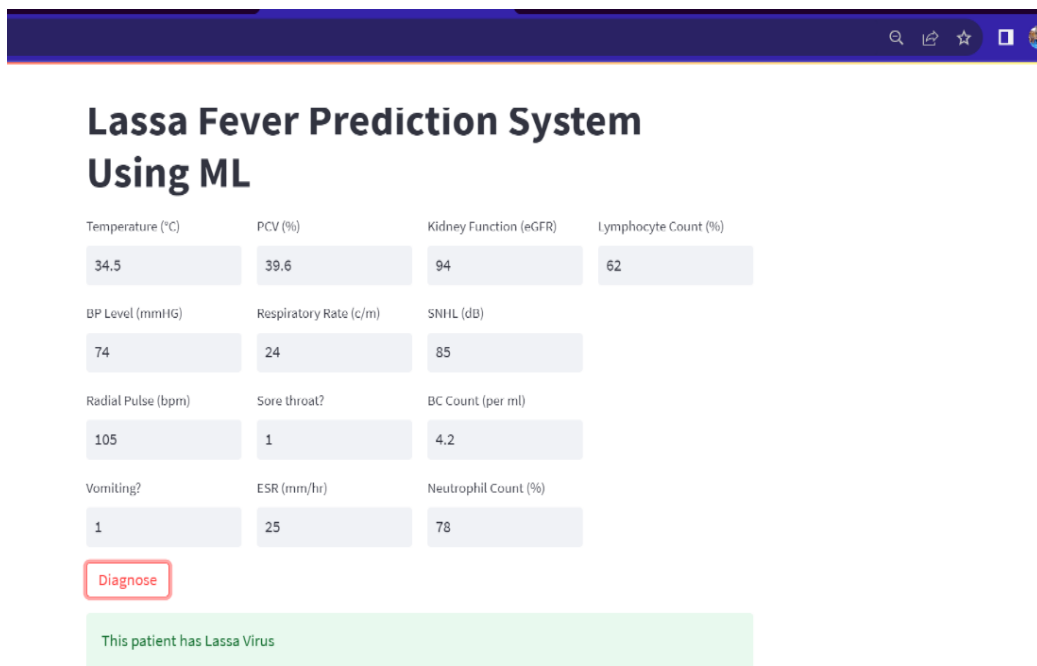 Lassa Fever Prediction System
Using ML
Temperature (°C) PCV (%) Kidney Function (eGFR) Lymphocyte Count (%)
34.5 39.6 94 62
BP Level (mmHG) Respiratory Rate (c/m) SNHL (dB)
74 24 85
Radial Pulse (bpm) Sore throat? BC Count (per ml)
105 1 4.2
Vomiting? ESR (mm/hr) Neutrophil Count (%)
1 25 78
Diagnose
This patient has Lassa Virus